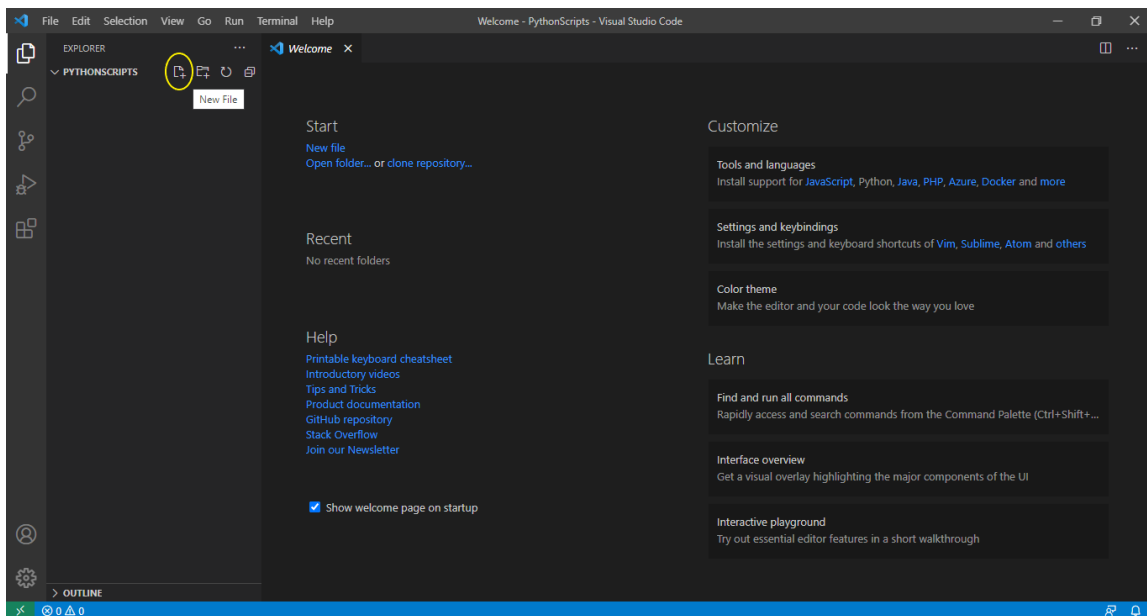 File Edit Selection View Go Run Terminal Help
Welcome - PythonScripts - Visual Studio Code
EXPLORER
Welcome
PYTHONSCRIPTS
New File
Start
New file
Open folder... or clone repository...
Recent
No recent folders
Help
Printable keyboard cheatsheet
Introductory videos
Tips and Tricks
Product documentation
GitHub repository
Stack Overflow
Join our Newsletter
Show welcome page on startup
Customize
Tools and languages
Install support for JavaScript, Python, Java, PHP, Azure, Docker and more
Settings and keybindings
Install the settings and keyboard shortcuts of Vim, Sublime, Atom and others
Color theme
Make the editor and your code look the way you love
Learn
Find and run all commands
Rapidly access and search commands from the Command Palette (Ctrl+Shift+...
Interface overview
Get a visual overlay highlighting the major components of the UI
Interactive playground
Try out essential editor features in a short walkthrough
OUTLINE
0 0